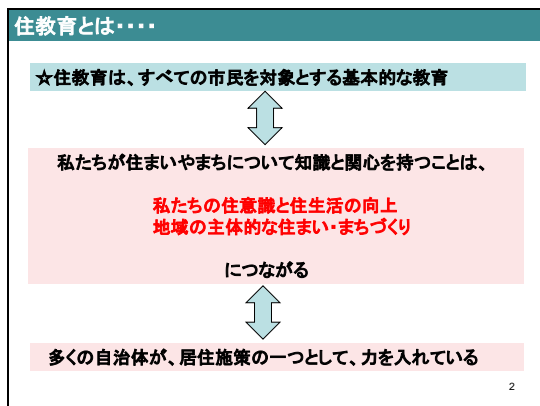 住教育とは・・・・
☆住教育は、すべての市民を対象とする基本的な教育
私たちが住まいやまちについて知識と関心を持つことは、
私たちの住意識と住生活の向上
地域の主体的な住まい・まちづくり
につながる
多くの自治体が、居住施策の一つとして、力を入れている
2